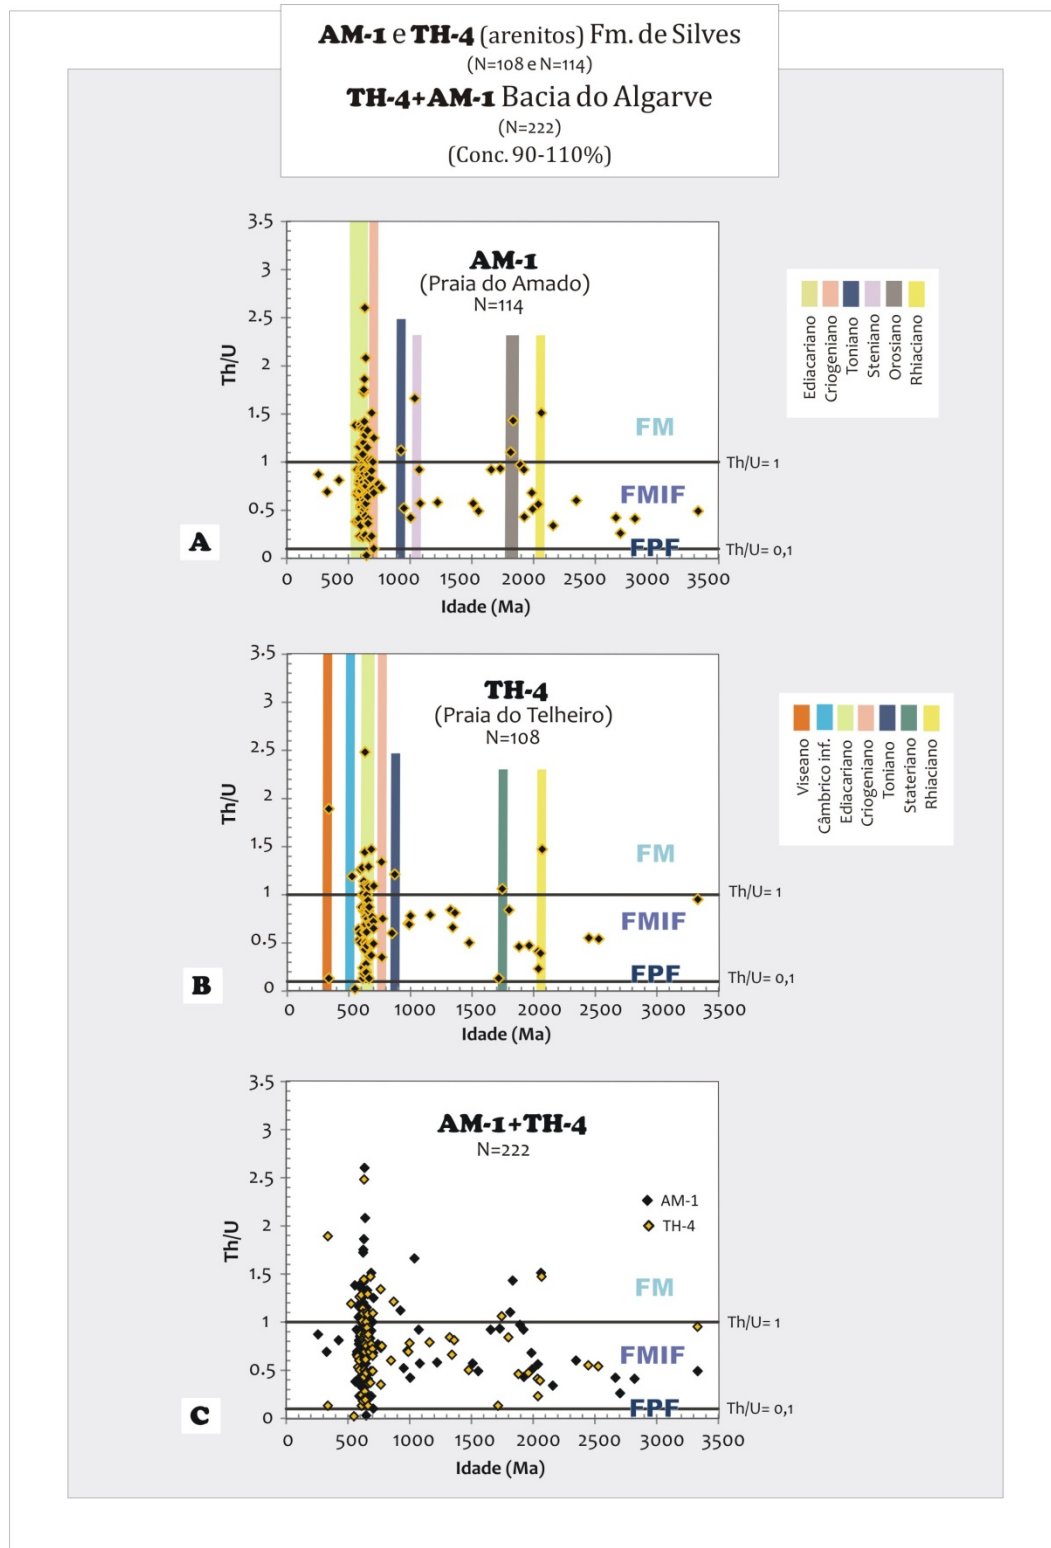 AM-1 e TH-4 (arenitos) Fm. de Silves
(N=108 e N=114)
TH-4+AM-1 Bacia do Algarve
(N=222)
(Conc. 90-110%)
3.5
3
2.5
2
1.5
1
0.5
0
Th/U
AM-1
(Praia do Amado)
N=114
FM
Th/U= 1
FMIF
FPF
Th/U= 0,1
A
0 500 1000 1500 2000 2500 3000 3500
Idade (Ma)
Ediacariano
Criogeniano
Toniano
Steniano
Orosiano
Rhiaciano
3.5
3
2.5
2
1.5
1
0.5
0
Th/U
TH-4
(Praia do Telheiro)
N=108
FM
Th/U= 1
FMIF
FPF
Th/U= 0,1
B
0 500 1000 1500 2000 2500 3000 3500
Idade (Ma)
Viseano
Câmbrico inf.
Ediacariano
Criogeniano
Toniano
Stateriano
Rhiaciano
3.5
3
2.5
2
1.5
1
0.5
0
Th/U
AM-1+TH-4
N=222
AM-1
TH-4
FM
Th/U= 1
FMIF
FPF
Th/U= 0,1
C
0 500 1000 1500 2000 2500 3000 3500
Idade (Ma)